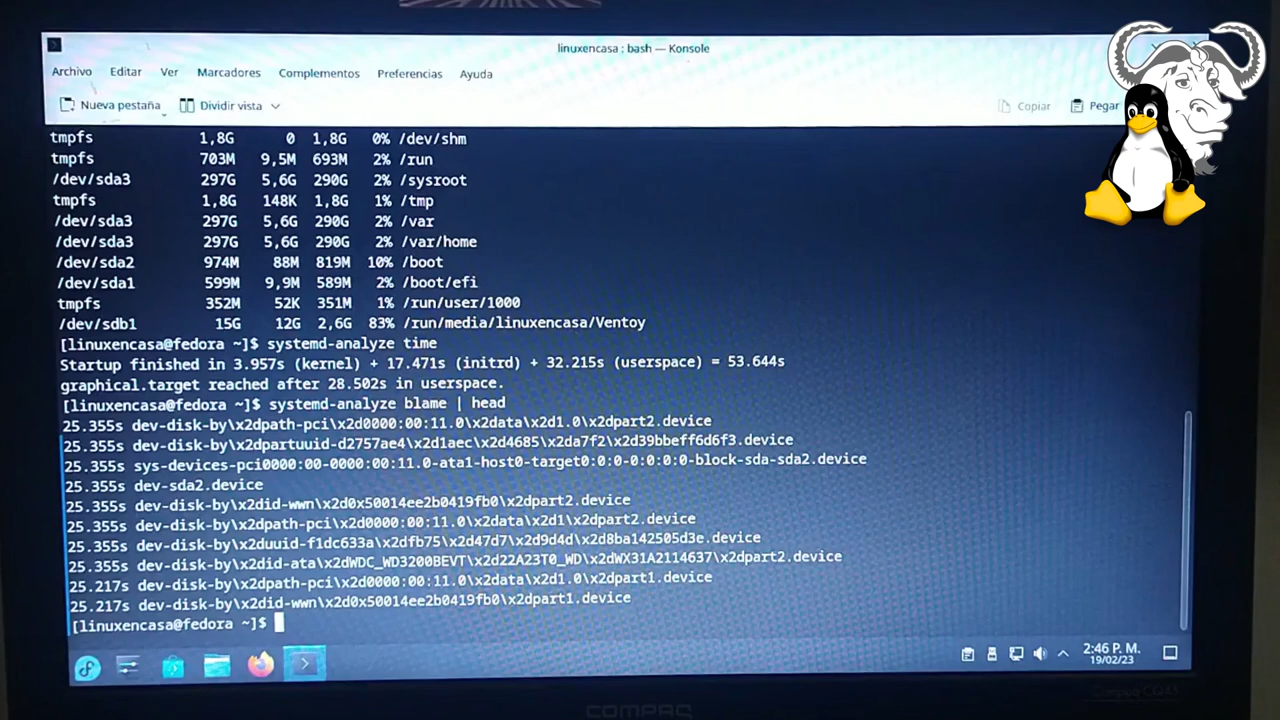 linuxencasa : bash — Konsole
Archivo Editar Ver Marcadores Complementos Preferencias Ayuda
Nueva pestaña Dividir vista Copiar Pegar
tmpfs 1,8G 0 1,8G 0% /dev/shm
tmpfs 703M 9,5M 693M 2% /run
/dev/sda3 297G 5,6G 290G 2% /sysroot
tmpfs 1,8G 148K 1,8G 1% /tmp
/dev/sda3 297G 5,6G 290G 2% /var
/dev/sda3 297G 5,6G 290G 2% /var/home
/dev/sda2 974M 88M 819M 10% /boot
/dev/sda1 599M 9,9M 589M 2% /boot/efi
tmpfs 352M 52K 351M 1% /run/user/1000
/dev/sdb1 15G 12G 2,6G 83% /run/media/linuxencasa/Ventoy
[linuxencasa@fedora ~]$ systemd-analyze time
Startup finished in 3.957s (kernel) + 17.471s (initrd) + 32.215s (userspace) = 53.644s
graphical.target reached after 28.502s in userspace.
[linuxencasa@fedora ~]$ systemd-analyze blame | head
25.355s dev-disk-by\x2dpath-pci\x2d0000:00:11.0\x2data\x2d1.0\x2dpart2.device
25.355s dev-disk-by\x2dpartuuid-d2757ae4\x2d1aec\x2d4685\x2da7f2\x2d39bbeff6d6f3.device
25.355s sys-devices-pci0000:00-0000:00:11.0-ata1-host0-target0:0:0-0:0:0:0-block-sda-sda2.device
25.355s dev-sda2.device
25.355s dev-disk-by\x2did-wwn\x2d0x50014ee2b0419fb0\x2dpart2.device
25.355s dev-disk-by\x2dpath-pci\x2d0000:00:11.0\x2data\x2d1\x2dpart2.device
25.355s dev-disk-by\x2duuid-f1dc633a\x2dfb75\x2d47d7\x2d9d4d\x2d8ba142505d3e.device
25.355s dev-disk-by\x2did-ata\x2dWDC_WD3200BEVT\x2d22A23T0_WD\x2dWX31A2114637\x2dpart2.device
25.217s dev-disk-by\x2dpath-pci\x2d0000:00:11.0\x2data\x2d1.0\x2dpart1.device
25.217s dev-disk-by\x2did-wwn\x2d0x50014ee2b0419fb0\x2dpart1.device
[linuxencasa@fedora ~]$
2:46 P. M.
19/02/23
COMPAQ